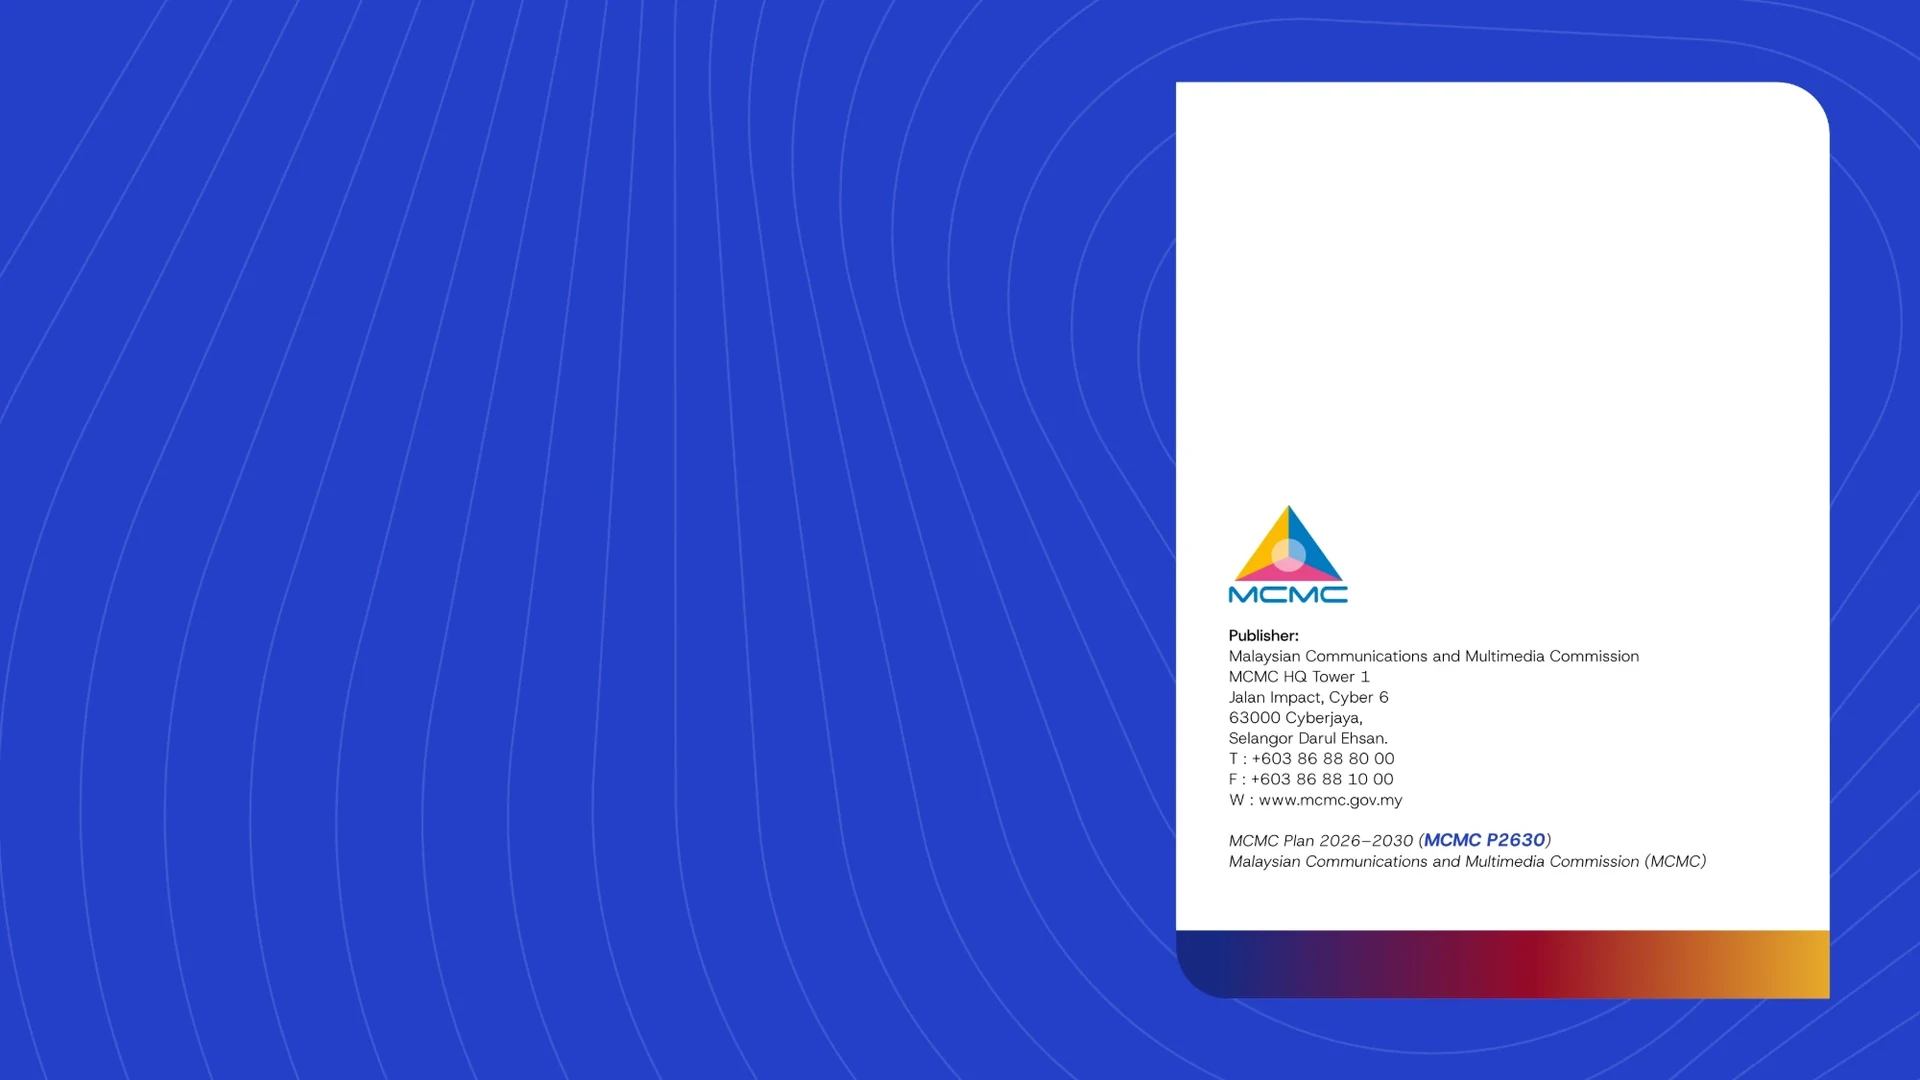 MCMC
Publisher:
Malaysian Communications and Multimedia Commission
MCMC HQ Tower 1
Jalan Impact, Cyber 6
63000 Cyberjaya,
Selangor Darul Ehsan.
T : +603 86 88 80 00
F : +603 86 88 10 00
W : www.mcmc.gov.my
MCMC Plan 2026–2030 (MCMC P2630)
Malaysian Communications and Multimedia Commission (MCMC)